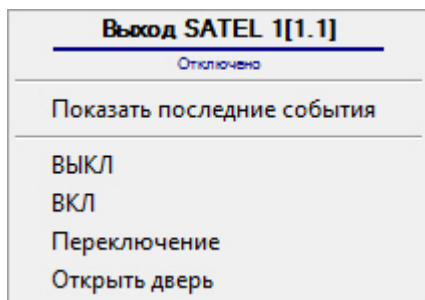 Выход SATEL 1[1.1]
Отключено
Показать последние события
ВЫКЛ
ВКЛ
Переключение
Открыть дверь